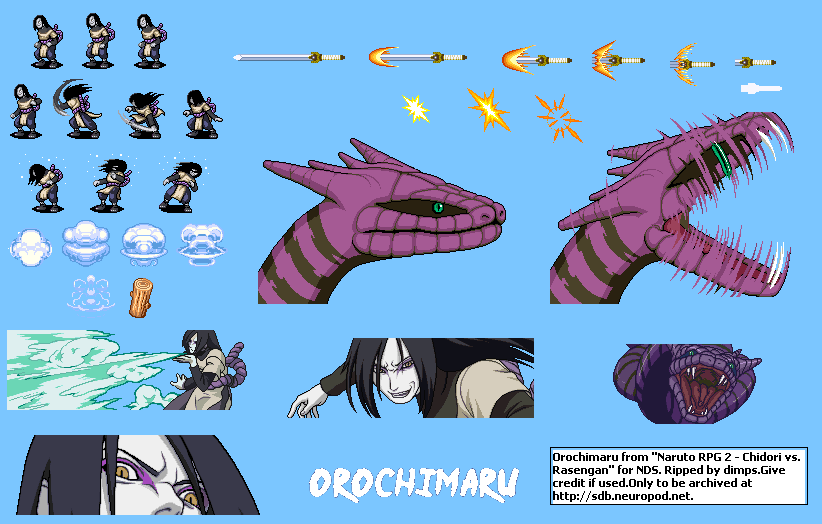 OROCHIMARU
Orochimaru from "Naruto RPG 2 - Chidori vs.
Rasengan" for NDS. Ripped by dimps.Give
credit if used.Only to be archived at
http://sdb.neuropod.net.